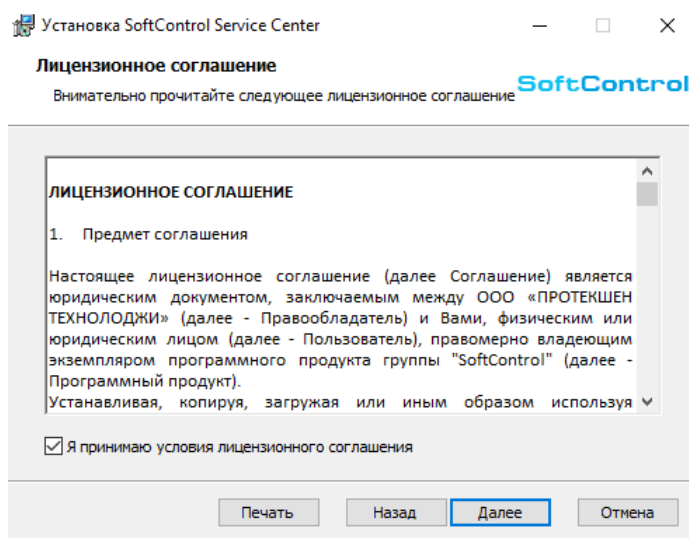 Установка SoftControl Service Center
Лицензионное соглашение
Внимательно прочитайте следующее лицензионное соглашение
SoftControl
ЛИЦЕНЗИОННОЕ СОГЛАШЕНИЕ
1. Предмет соглашения
Настоящее лицензионное соглашение (далее Соглашение) является
юридическим документом, заключаемым между ООО «ПРОТЕКШЕН
ТЕХНОЛОДЖИ» (далее - Правообладатель) и Вами, физическим или
юридическим лицом (далее - Пользователь), правомерно владеющим
экземпляром программного продукта группы "SoftControl" (далее -
Программный продукт).
Устанавливая, копируя, загружая или иным образом используя
Я принимаю условия лицензионного соглашения
Печать
Назад
Далее
Отмена